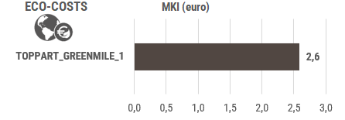 ECO-COSTS
MKI (euro)
€
TOPPART_GREENMILE_1
2,6
0,0 0,5 1,0 1,5 2,0 2,5 3,0